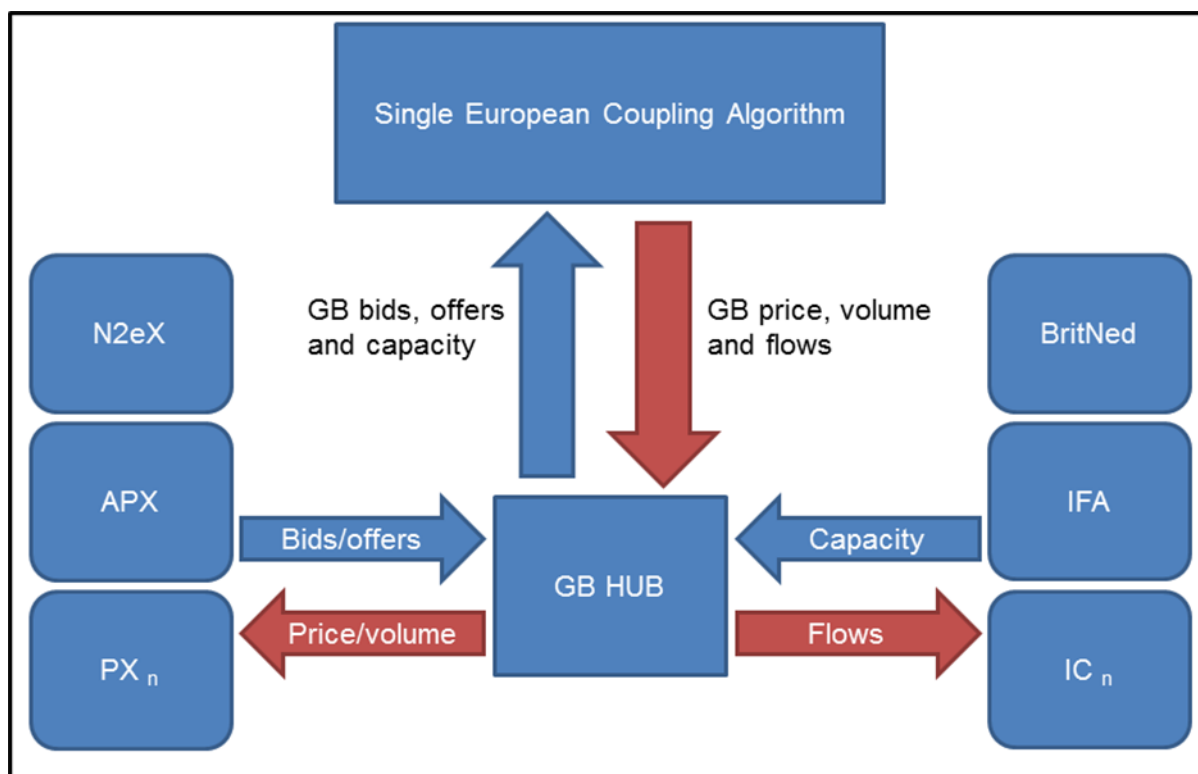 Single European Coupling Algorithm
GB bids, offers
and capacity
GB price, volume
and flows
N2eX
APX
PX n
Bids/offers
Price/volume
GB HUB
Capacity
Flows
BritNed
IFA
IC n